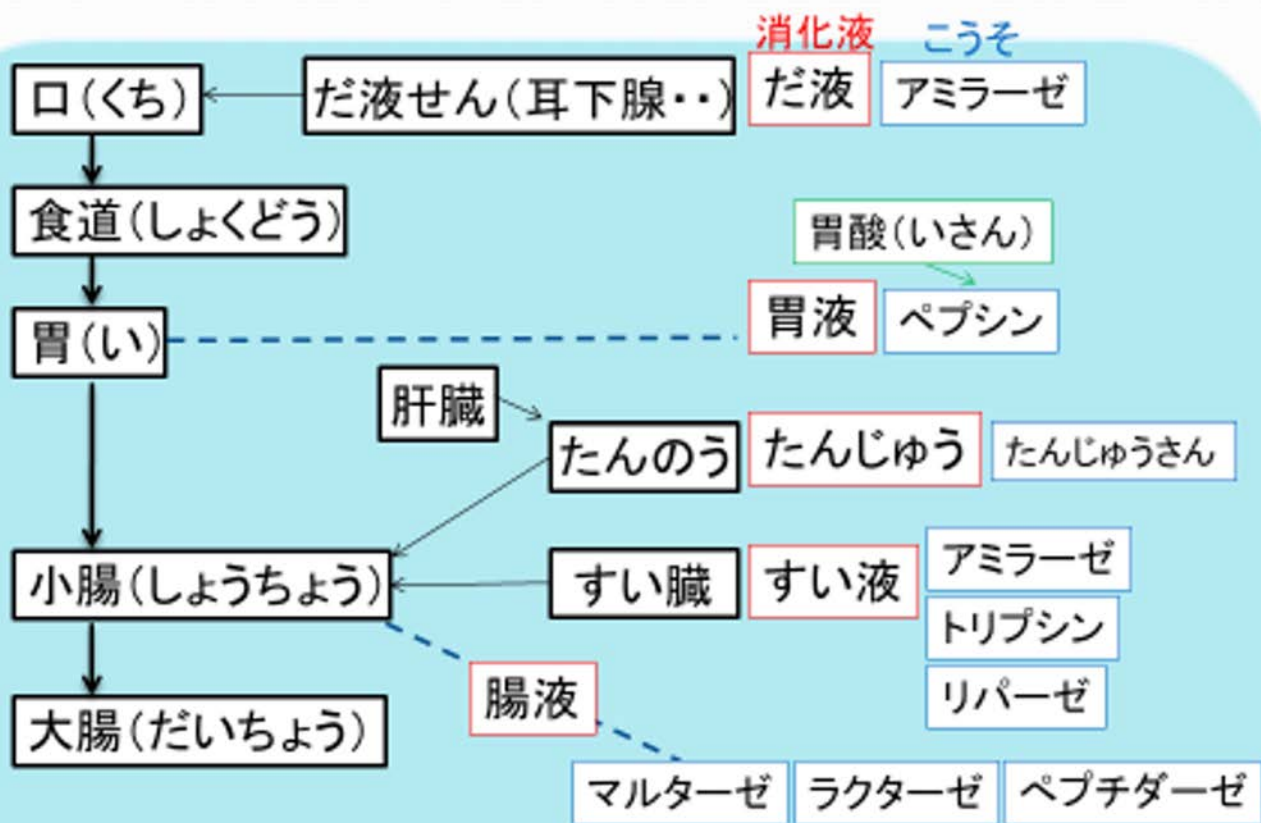 消化液
こうそ
口(くち)
だ液せん(耳下腺・・)
だ液
アミラーゼ
食道(しょくどう)
胃酸(いさん)
胃(い)
胃液
ペプシン
肝臓
たんのう
たんじゅう
たんじゅうさん
小腸(しょうちょう)
すい臓
すい液
アミラーゼ
トリプシン
リパーゼ
腸液
大腸(だいちょう)
マルターゼ
ラクターゼ
ペプチダーゼ